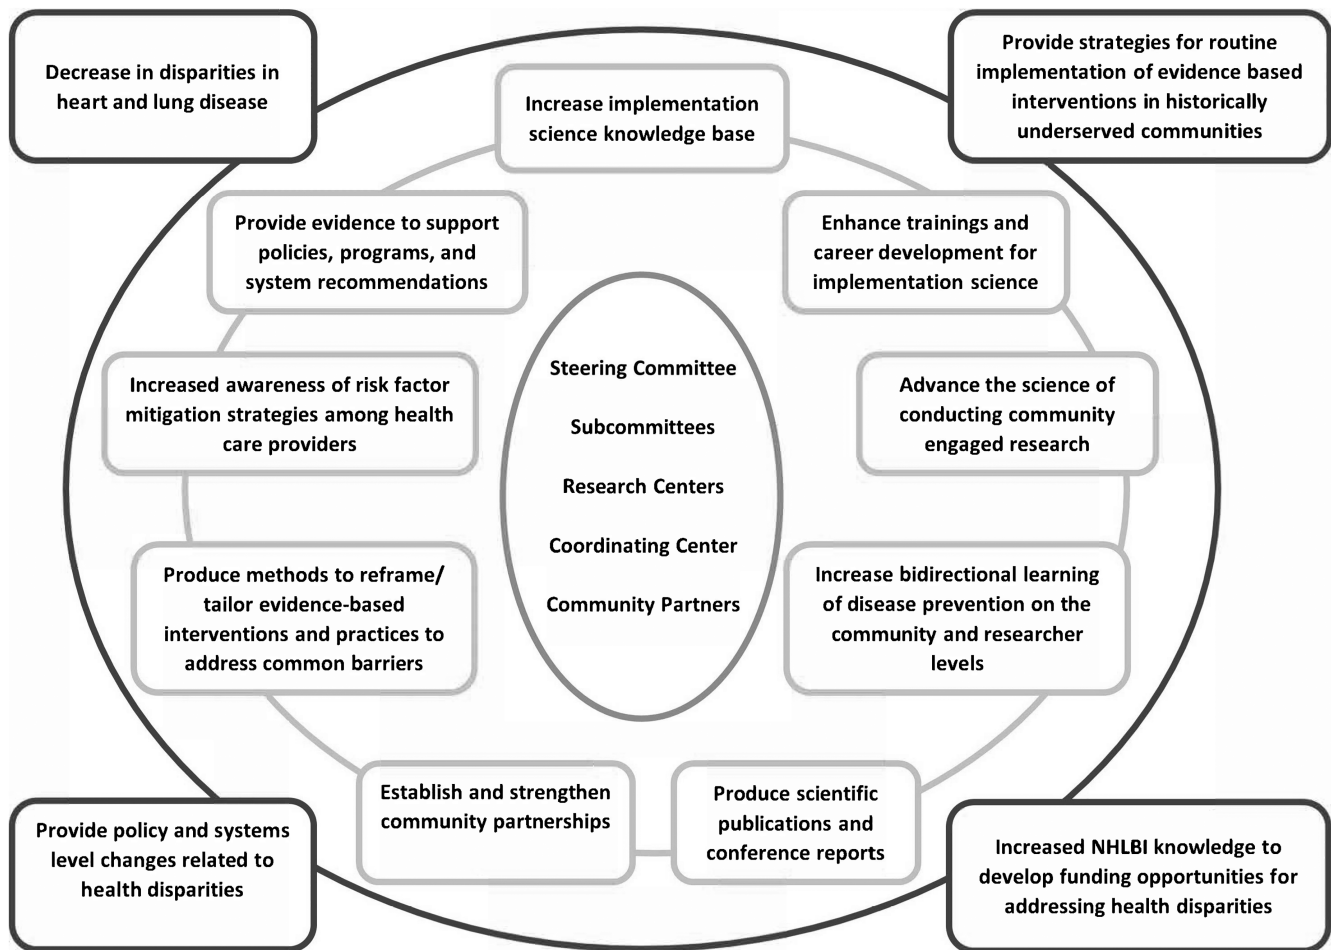 Decrease in disparities in
heart and lung disease
Provide strategies for routine
implementation of evidence based
interventions in historically
underserved communities
Increase implementation
science knowledge base
Provide evidence to support
policies, programs, and
system recommendations
Enhance trainings and
career development for
implementation science
Increased awareness of risk factor
mitigation strategies among health
care providers
Steering Committee
Subcommittees
Research Centers
Coordinating Center
Community Partners
Advance the science of
conducting community
engaged research
Produce methods to reframe/
tailor evidence-based
interventions and practices to
address common barriers
Increase bidirectional learning
of disease prevention on the
community and researcher
levels
Establish and strengthen
community partnerships
Produce scientific
publications and
conference reports
Provide policy and systems
level changes related to
health disparities
Increased NHLBI knowledge to
develop funding opportunities for
addressing health disparities